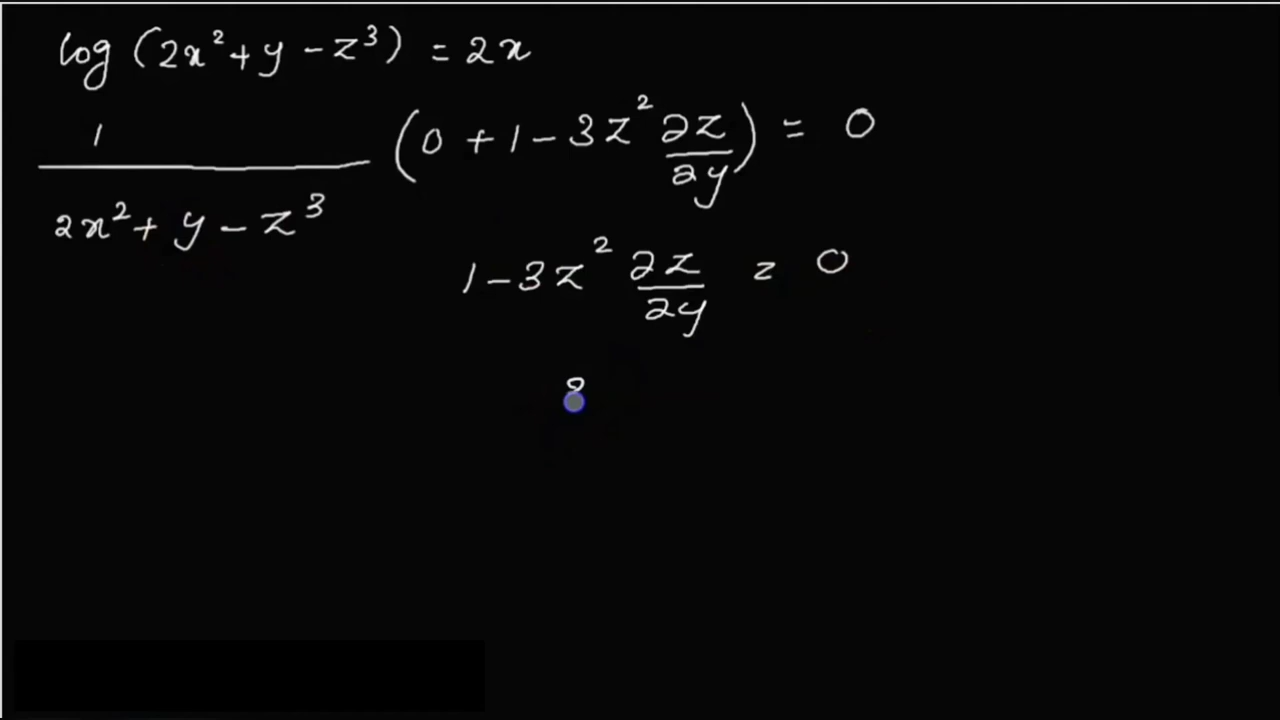 log (2x² + y - z³) = 2x
1/(2x² + y - z³) (0 + 1 - 3z² ∂z/∂y) = 0
1 - 3z² ∂z/∂y = 0